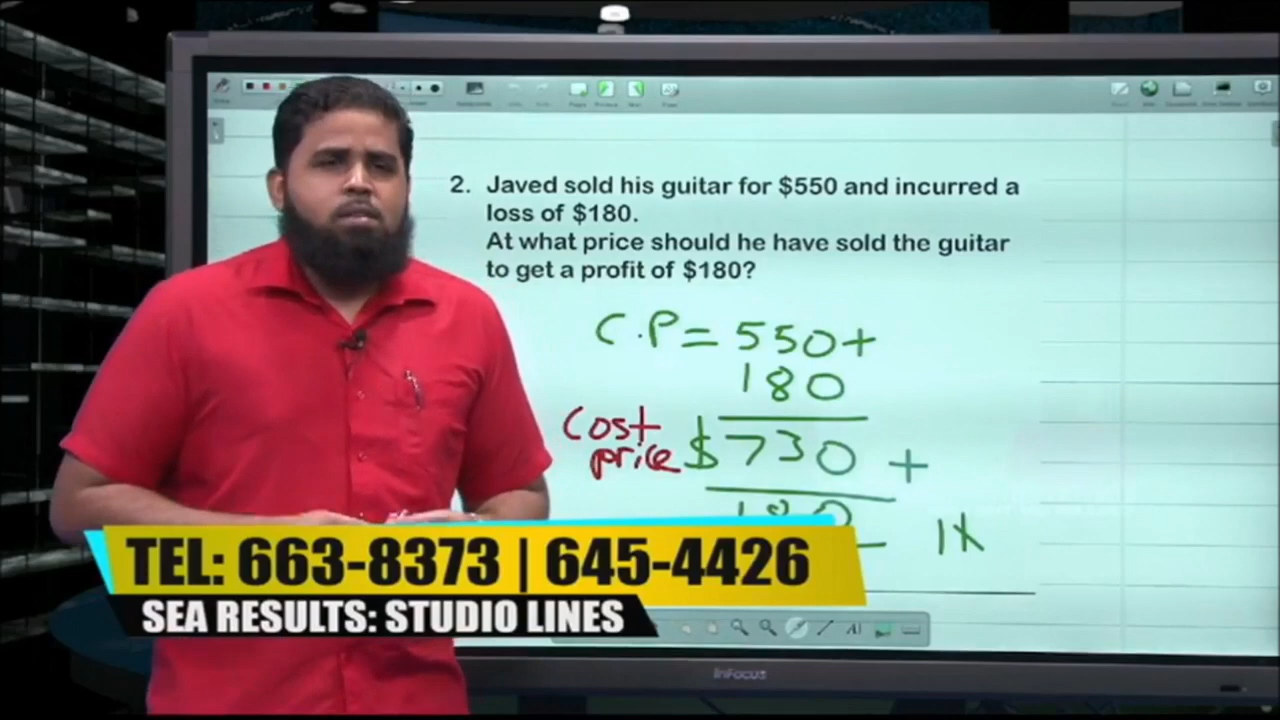 2. Javed sold his guitar for $550 and incurred a
loss of $180.
At what price should he have sold the guitar
to get a profit of $180?
C.P = 550+
180
Cost
price
$730 +
180
TEL: 663-8373 | 645-4426
SEA RESULTS: STUDIO LINES
InFocus